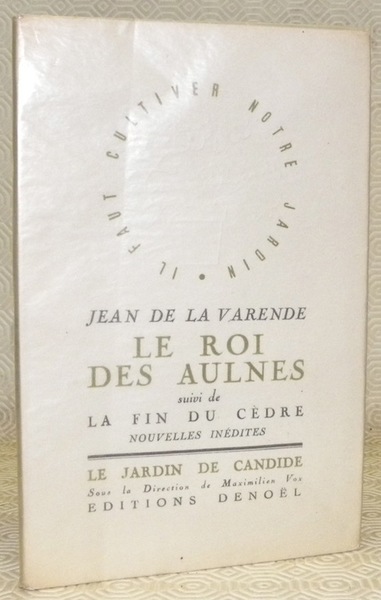 IL FAUT CULTIVER NOTRE JARDIN •
JEAN DE LA VARENDE
LE ROI
DES AULNES
suivi de
LA FIN DU CÈDRE
NOUVELLES INÉDITES
LE JARDIN DE CANDIDE
Sous la Direction de Maximilien Vox
EDITIONS DENOËL